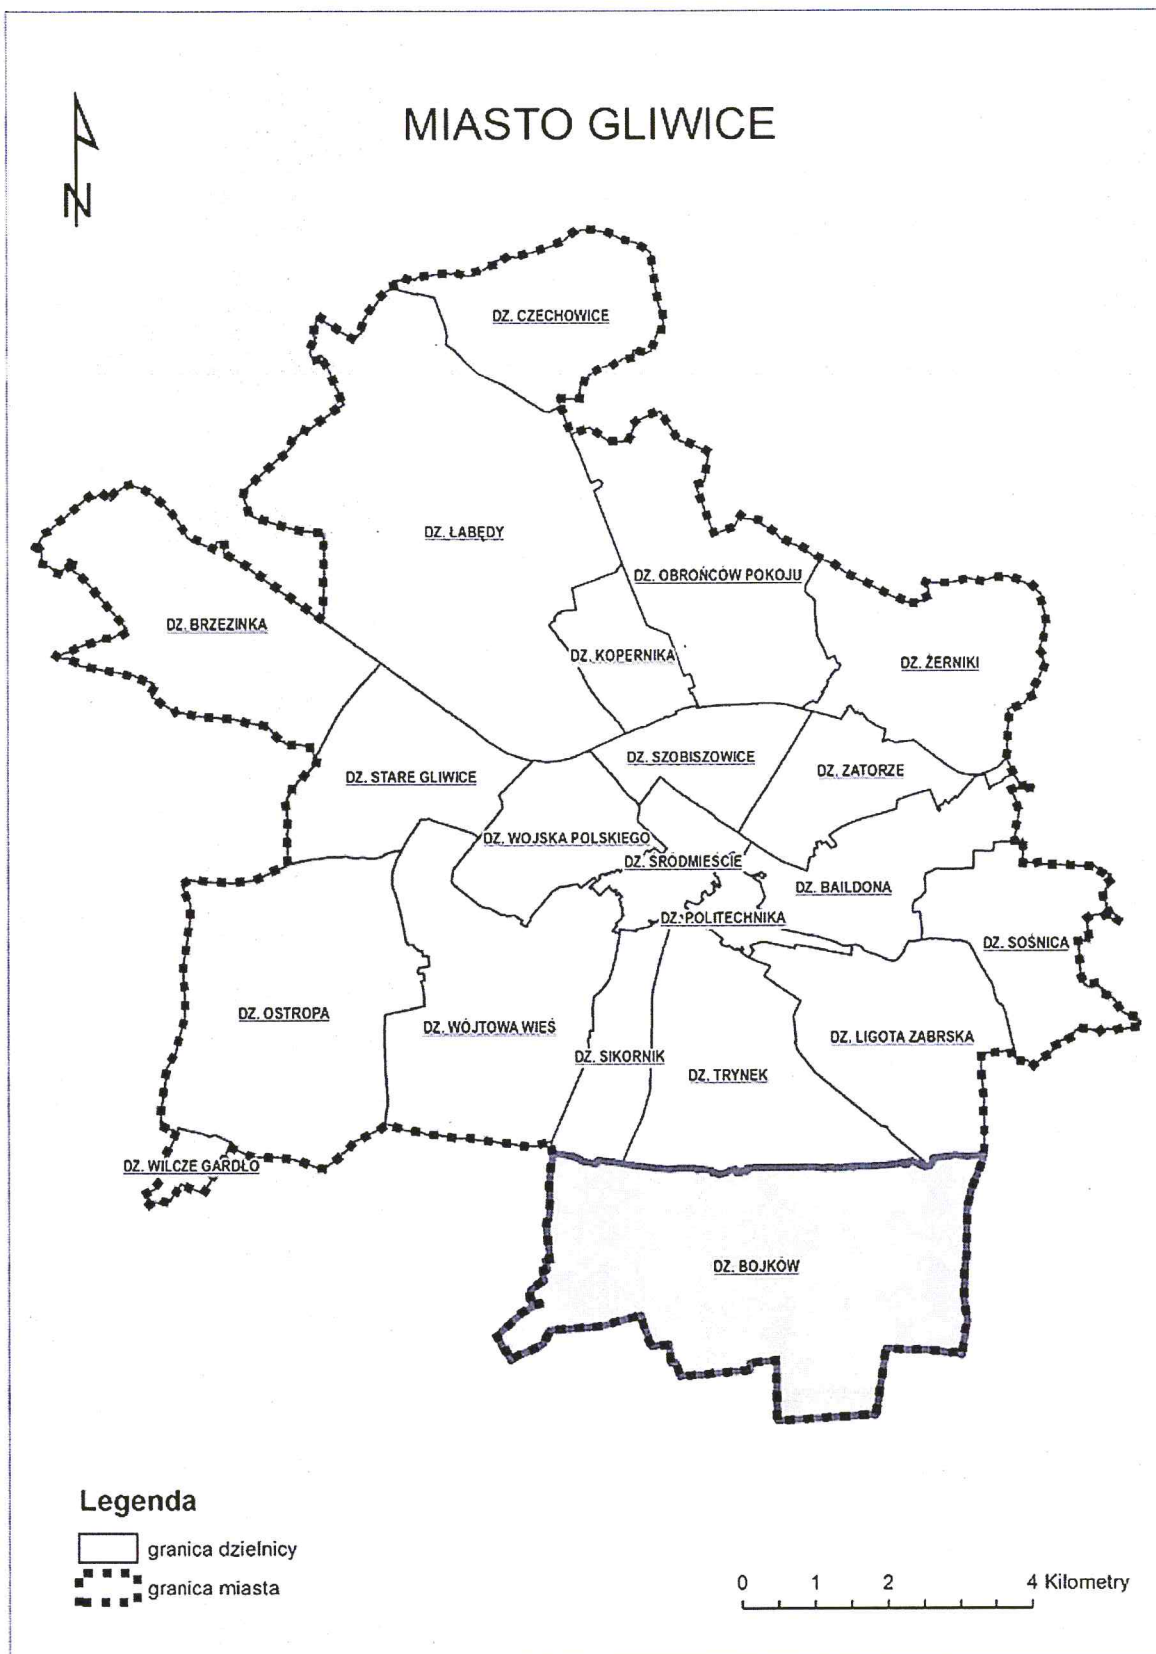 MIASTO GLIWICE
N
DZ. CZECHOWICE
DZ. ŁABĘDY
DZ. OBROŃCÓW POKOJU
DZ. BRZEZINKA
DZ. KOPERNIKA
DZ. ŻERNIKI
DZ. SZOBISZOWICE
DZ. ZATORZE
DZ. STARE GLIWICE
DZ. WOJSKA POLSKIEGO
DZ. ŚRÓDMIEŚCIE
DZ. BAILDONA
DZ. POLITECHNIKA
DZ. SOŚNICA
DZ. OSTROPA
DZ. WÓJTOWA WIEŚ
DZ. LIGOTA ZABRSKA
DZ. SIKORNIK
DZ. TRYNEK
DZ. WILCZE GARDŁO
DZ. BOJKÓW
Legenda
granica dzielnicy
granica miasta
0 1 2 4 Kilometry